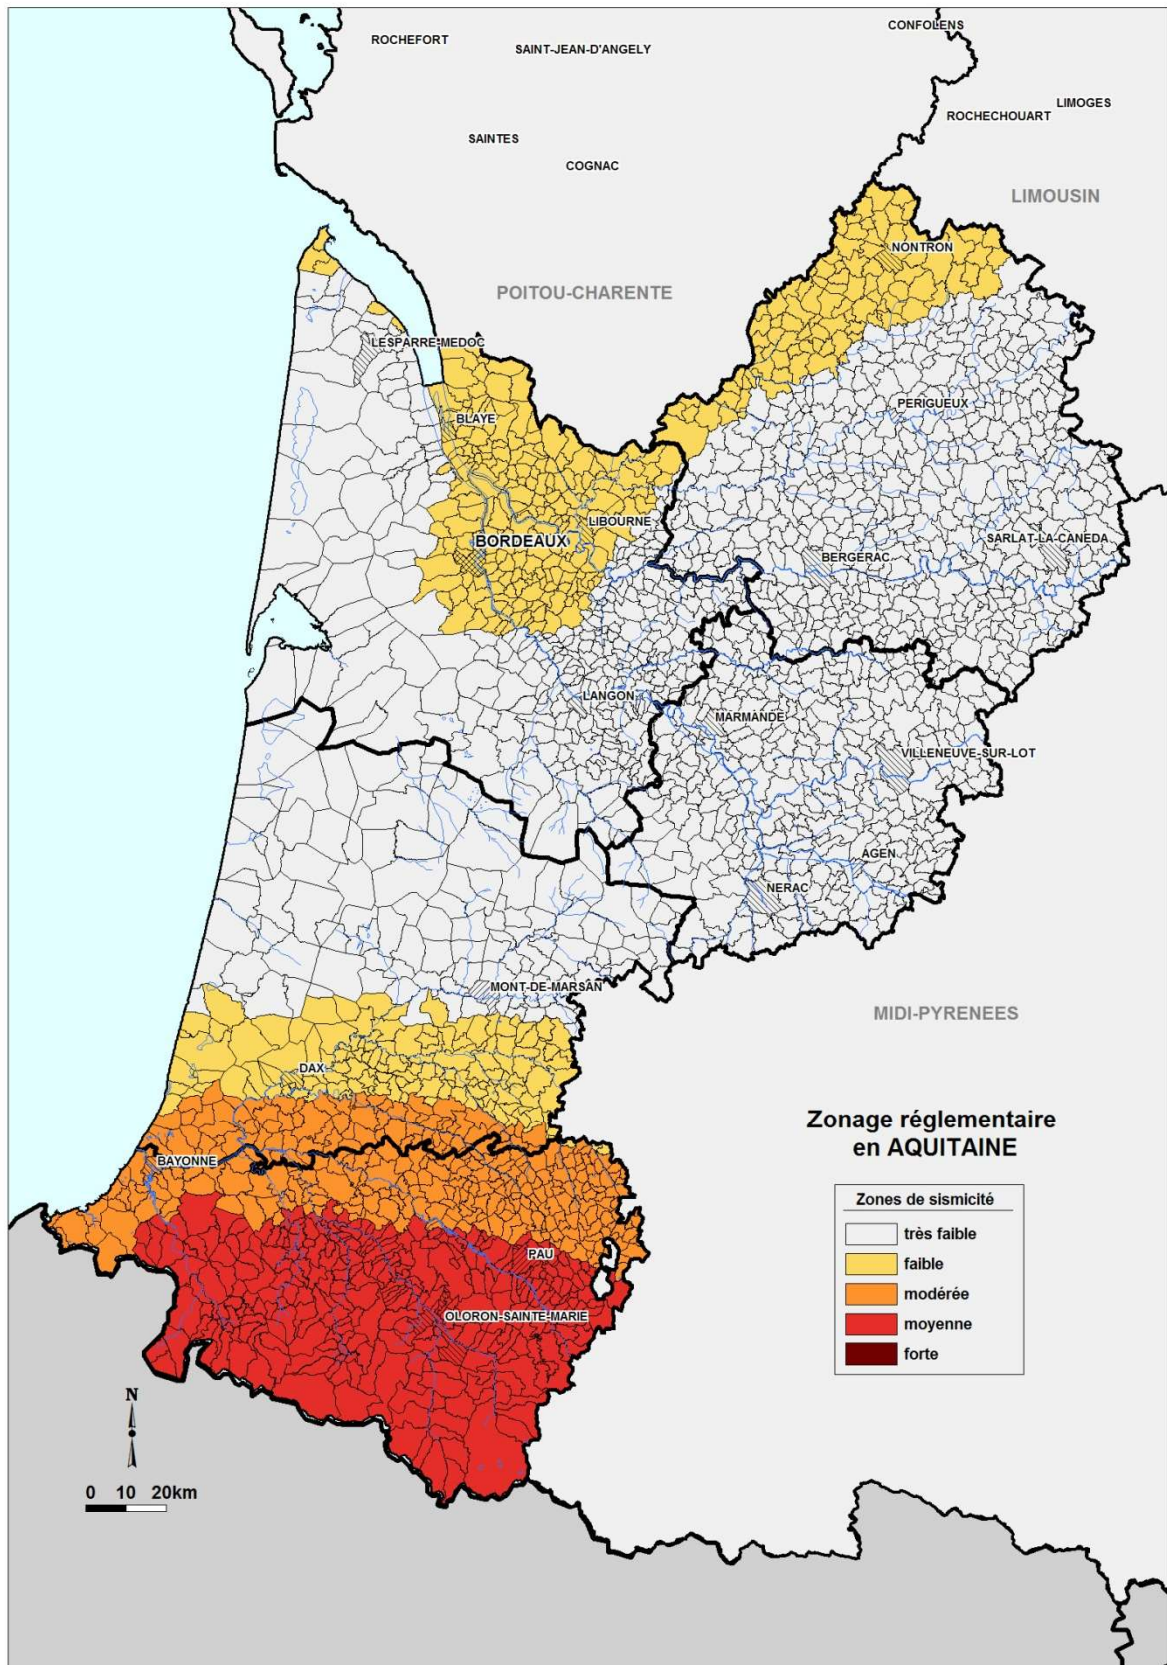 CONFOLENS
ROCHEFORT
SAINT-JEAN-D'ANGELY
LIMOGES
ROCHECHOUART
SAINTES
COGNAC
LIMOUSIN
NONTRON
POITOU-CHARENTE
LESPARRE-MEDOC
PERIGUEUX
BLAYE
LIBOURNE
BORDEAUX
SARLAT-LA-CANEDA
BERGERAC
LANGON
MARMANDE
VILLENEUVE-SUR-LOT
AGEN
NERAC
MONT-DE-MARSAN
MIDI-PYRENEES
DAX
Zonage réglementaire
en AQUITAINE
BAYONNE
Zones de sismicité
très faible
faible
modérée
moyenne
forte
PAU
OLORON-SAINTE-MARIE
N
0 10 20km